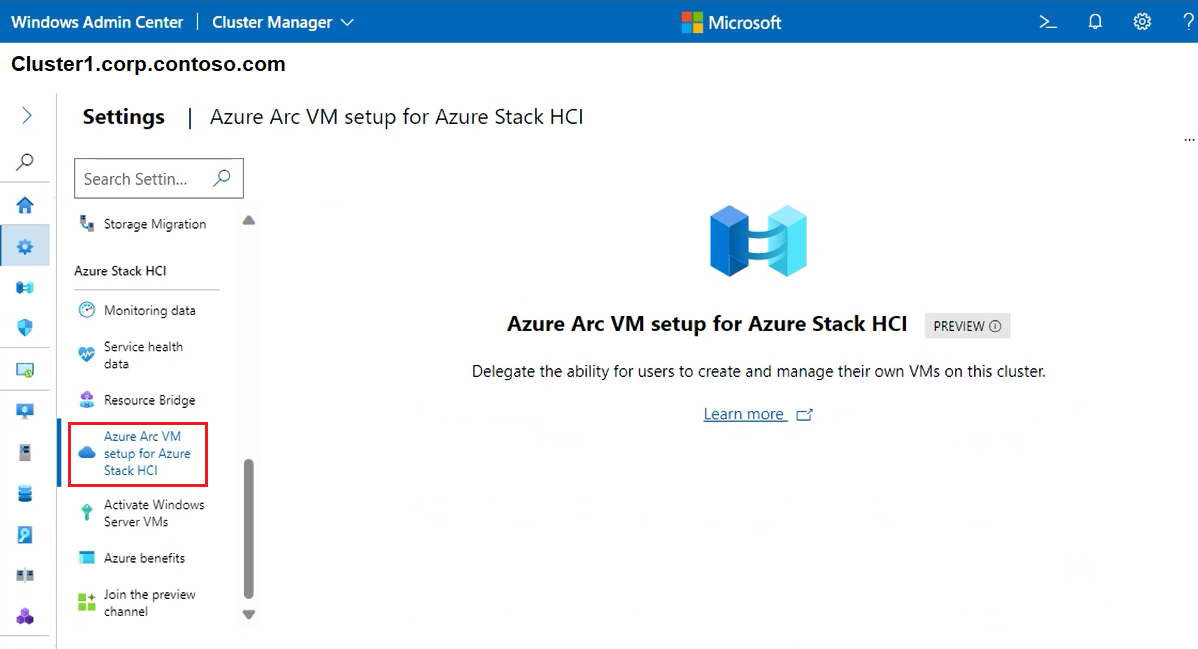 Windows Admin Center | Cluster Manager
Microsoft
>_
?
Cluster1.corp.contoso.com
Settings | Azure Arc VM setup for Azure Stack HCI
...
Search Settin...
Storage Migration
Azure Stack HCI
Monitoring data
Service health
data
Resource Bridge
Azure Arc VM
setup for Azure
Stack HCI
Activate Windows
Server VMs
Azure benefits
Join the preview
channel
Azure Arc VM setup for Azure Stack HCI
PREVIEW
Delegate the ability for users to create and manage their own VMs on this cluster.
Learn more